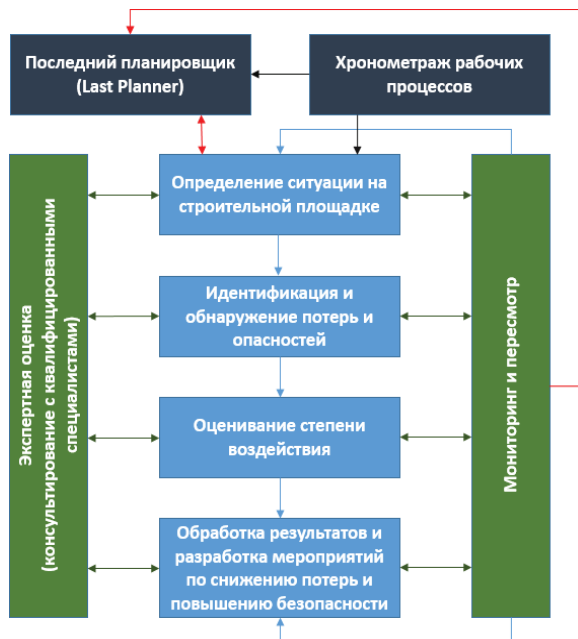 Последний планировщик
(Last Planner)
Хронометраж рабочих
процессов
Определение ситуации на
строительной площадке
Идентификация и
обнаружение потерь и
опасностей
Оценивание степени
воздействия
Обработка результатов и
разработка мероприятий
по снижению потерь и
повышению безопасности
Экспертная оценка
(консультирование с квалифицированными
специалистами)
Мониторинг и пересмотр